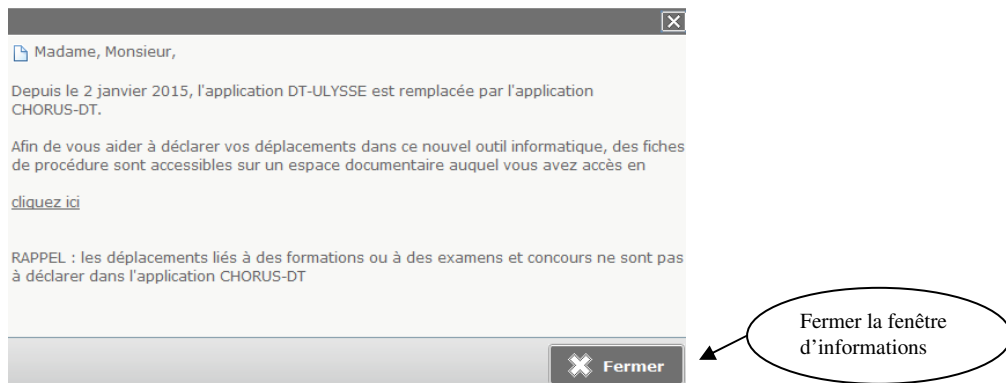 Madame, Monsieur,
Depuis le 2 janvier 2015, l'application DT-ULYSSE est remplacée par l'application
CHORUS-DT.
Afin de vous aider à déclarer vos déplacements dans ce nouvel outil informatique, des fiches
de procédure sont accessibles sur un espace documentaire auquel vous avez accès en
cliquez ici
RAPPEL : les déplacements liés à des formations ou à des examens et concours ne sont pas
à déclarer dans l'application CHORUS-DT
Fermer la fenêtre
d'informations
Fermer